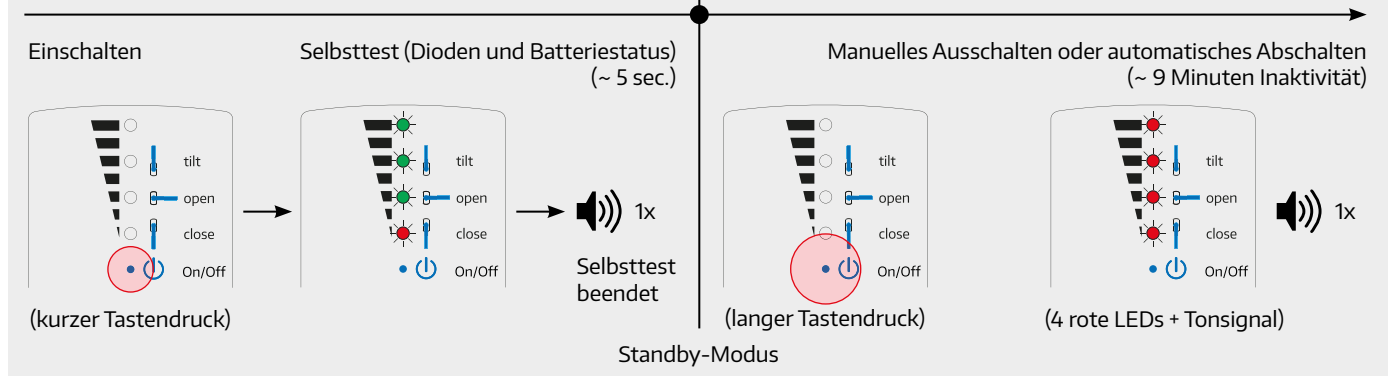 Einschalten
Selbsttest (Dioden und Batteriestatus)
(~ 5 sec.)
Manuelles Ausschalten oder automatisches Abschalten
(~ 9 Minuten Inaktivität)
tilt
open
close
On/Off
(kurzer Tastendruck)
tilt
open
close
On/Off
1x
Selbsttest
beendet
tilt
open
close
On/Off
(langer Tastendruck)
tilt
open
close
On/Off
1x
(4 rote LEDs + Tonsignal)
Standby-Modus